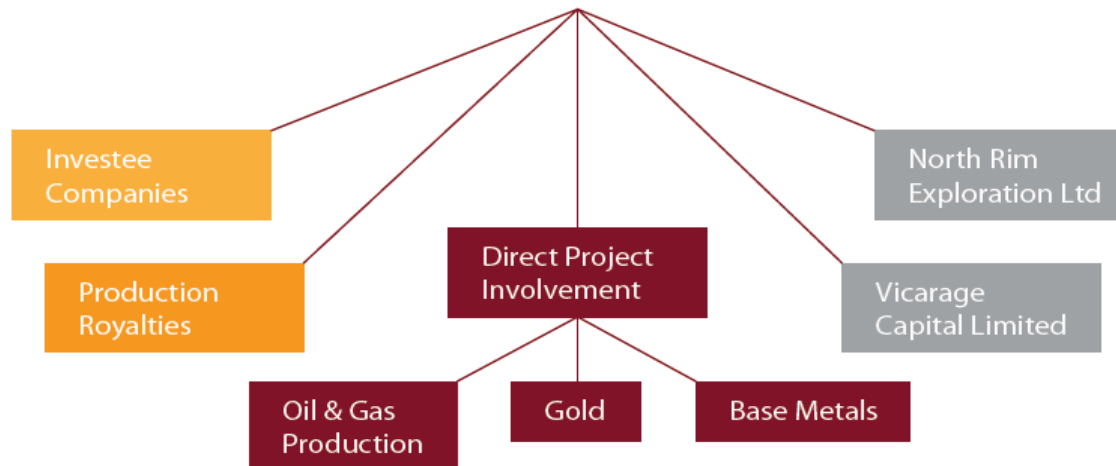 Investee
Companies
North Rim
Exploration Ltd
Direct Project
Involvement
Production
Royalties
Vicarage
Capital Limited
Oil & Gas
Production
Gold
Base Metals